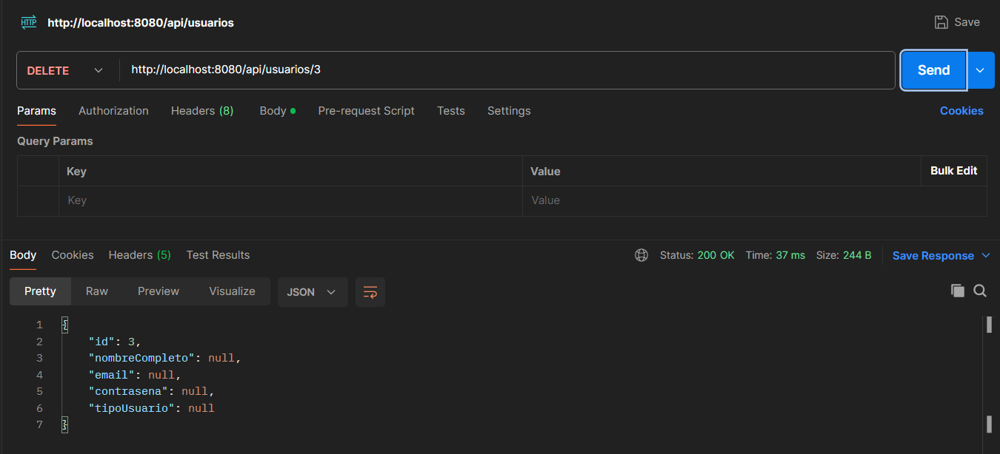 HTTP http://localhost:8080/api/usuarios Save
DELETE http://localhost:8080/api/usuarios/3 Send
Params Authorization Headers (8) Body Pre-request Script Tests Settings Cookies
Query Params
Key Value Bulk Edit
Key Value
Body Cookies Headers (5) Test Results Status: 200 OK Time: 37 ms Size: 244 B Save Response
Pretty Raw Preview Visualize JSON
1 {
2 "id": 3,
3 "nombreCompleto": null,
4 "email": null,
5 "contrasena": null,
6 "tipoUsuario": null
7 }